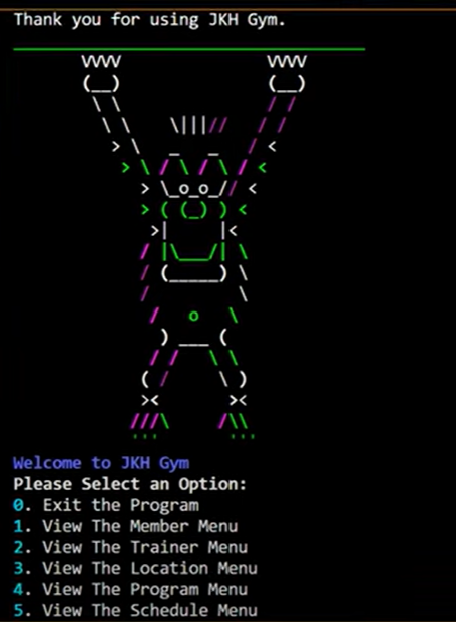 Thank you for using JKH Gym.
Welcome to JKH Gym
Please Select an Option:
0. Exit the Program
1. View The Member Menu
2. View The Trainer Menu
3. View The Location Menu
4. View The Program Menu
5. View The Schedule Menu